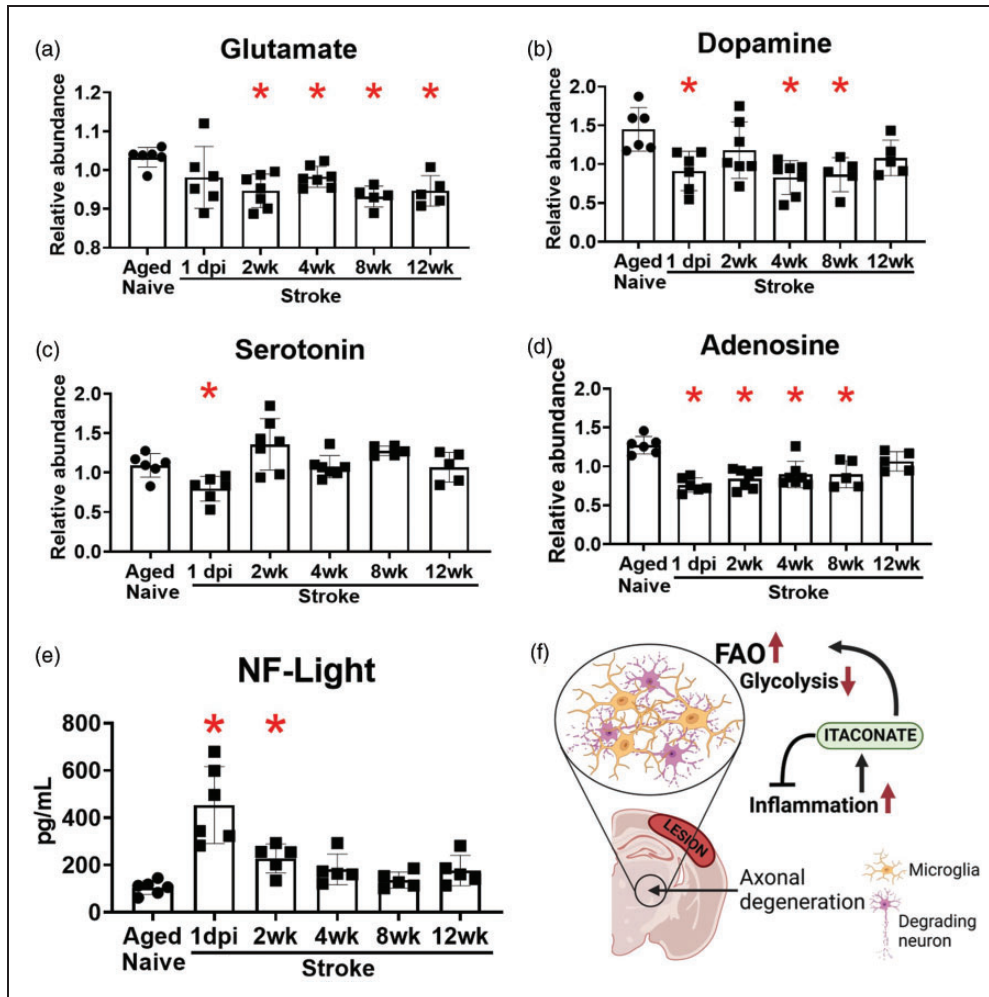 (a)
Glutamate
Relative abundance
1.2
1.1
1.0
0.9
0.8
* * * *
Aged Naive
1 dpi 2wk 4wk 8wk 12wk
Stroke
(b)
Dopamine
Relative abundance
2.0
1.5
1.0
0.5
0.0
* * *
Aged Naive
1 dpi 2wk 4wk 8wk 12wk
Stroke
(c)
Serotonin
Relative abundance
2.0
1.5
1.0
0.5
0.0
*
Aged Naive
1 dpi 2wk 4wk 8wk 12wk
Stroke
(d)
Adenosine
Relative abundance
2.0
1.5
1.0
0.5
0.0
* * * *
Aged Naive
1 dpi 2wk 4wk 8wk 12wk
Stroke
(e)
NF-Light
pg/mL
800
600
400
200
0
* *
Aged Naive
1dpi 2wk 4wk 8wk 12wk
Stroke
(f)
FAO
Glycolysis
ITACONATE
Inflammation
LESION
Axonal
degeneration
Microglia
Degrading
neuron